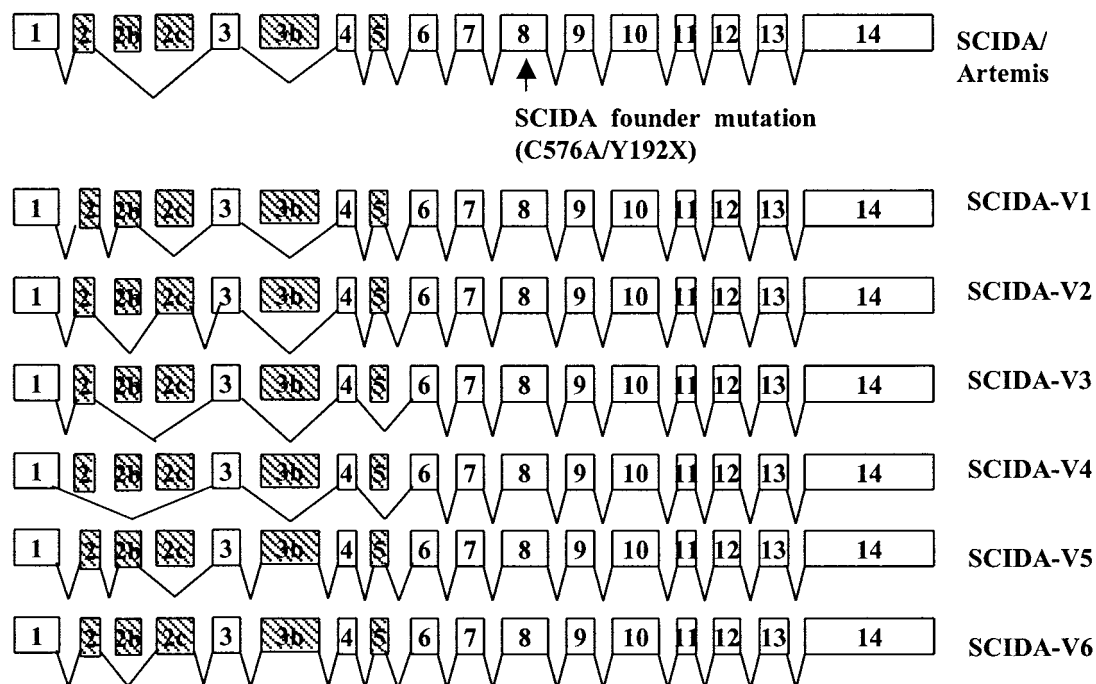 1 2 2b 2c 3 3b 4 5 6 7 8 9 10 11 12 13 14
SCIDA/
Artemis
SCIDA founder mutation
(C576A/Y192X)
1 2 2b 2c 3 3b 4 5 6 7 8 9 10 11 12 13 14 SCIDA-V1
1 2 2b 2c 3 3b 4 5 6 7 8 9 10 11 12 13 14 SCIDA-V2
1 2 2b 2c 3 3b 4 5 6 7 8 9 10 11 12 13 14 SCIDA-V3
1 2 2b 2c 3 3b 4 5 6 7 8 9 10 11 12 13 14 SCIDA-V4
1 2 2b 2c 3 3b 4 5 6 7 8 9 10 11 12 13 14 SCIDA-V5
1 2 2b 2c 3 3b 4 5 6 7 8 9 10 11 12 13 14 SCIDA-V6